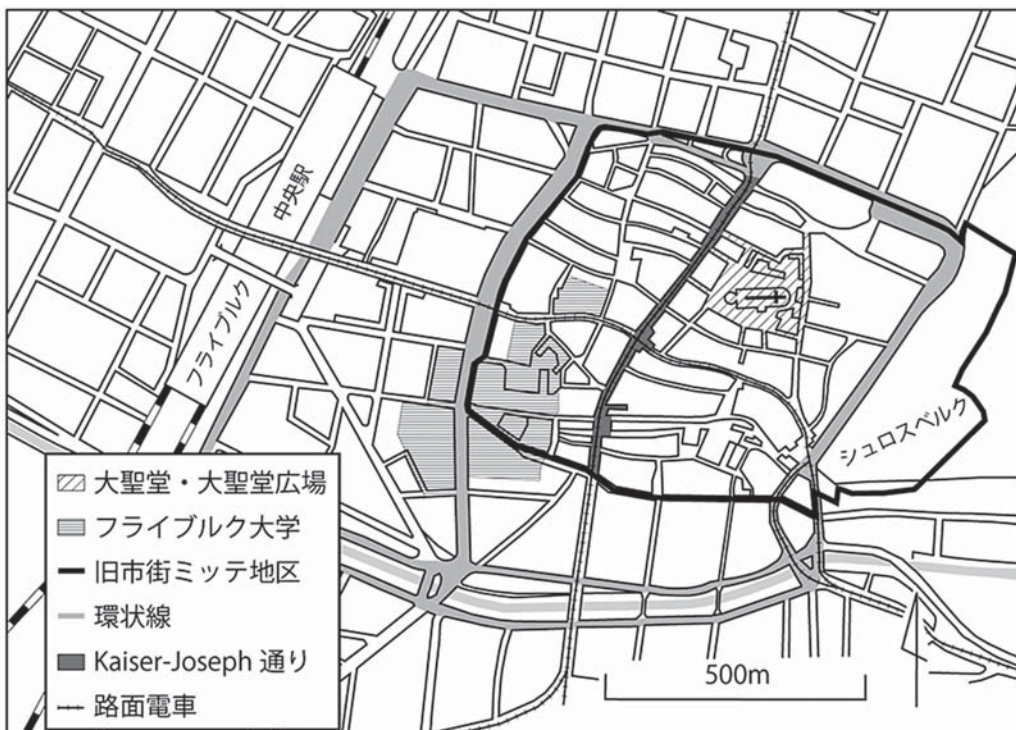 中央駅
フライブルク
シュロスベルク
大聖堂・大聖堂広場
フライブルク大学
旧市街ミッテ地区
環状線
Kaiser-Joseph 通り
路面電車
500m